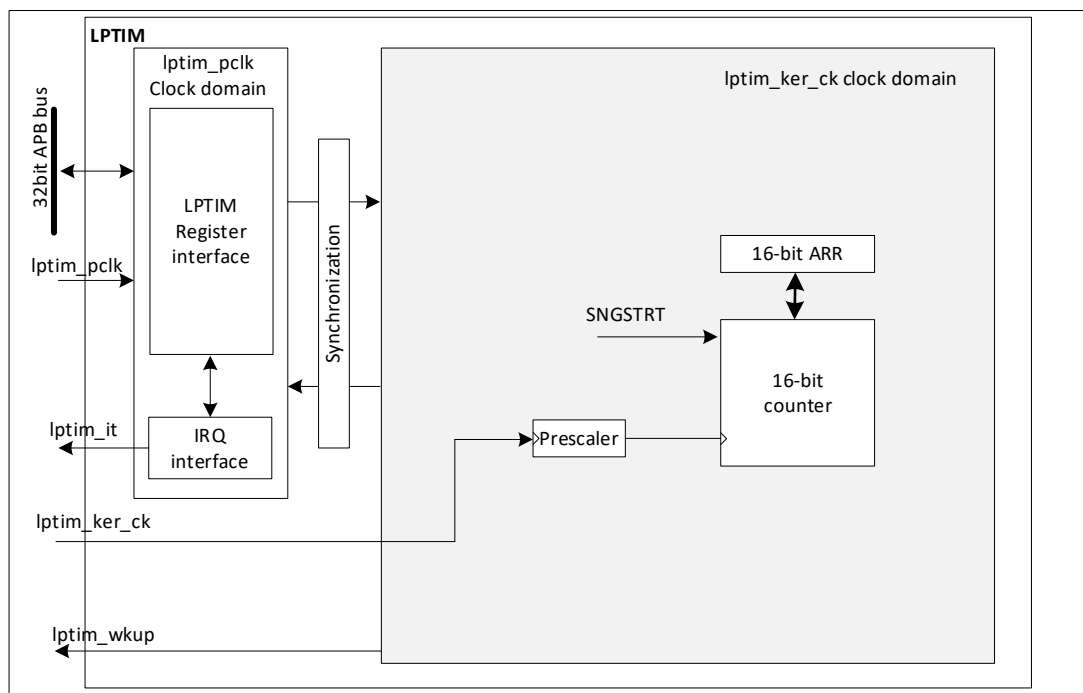 LPTIM
lptim_pclk
Clock domain
lptim_ker_ck clock domain
32bit APB bus
LPTIM
Register
interface
Synchronization
16-bit ARR
lptim_pclk
SNGSTRT
16-bit
counter
lptim_it
IRQ
interface
Prescaler
lptim_ker_ck
lptim_wkup